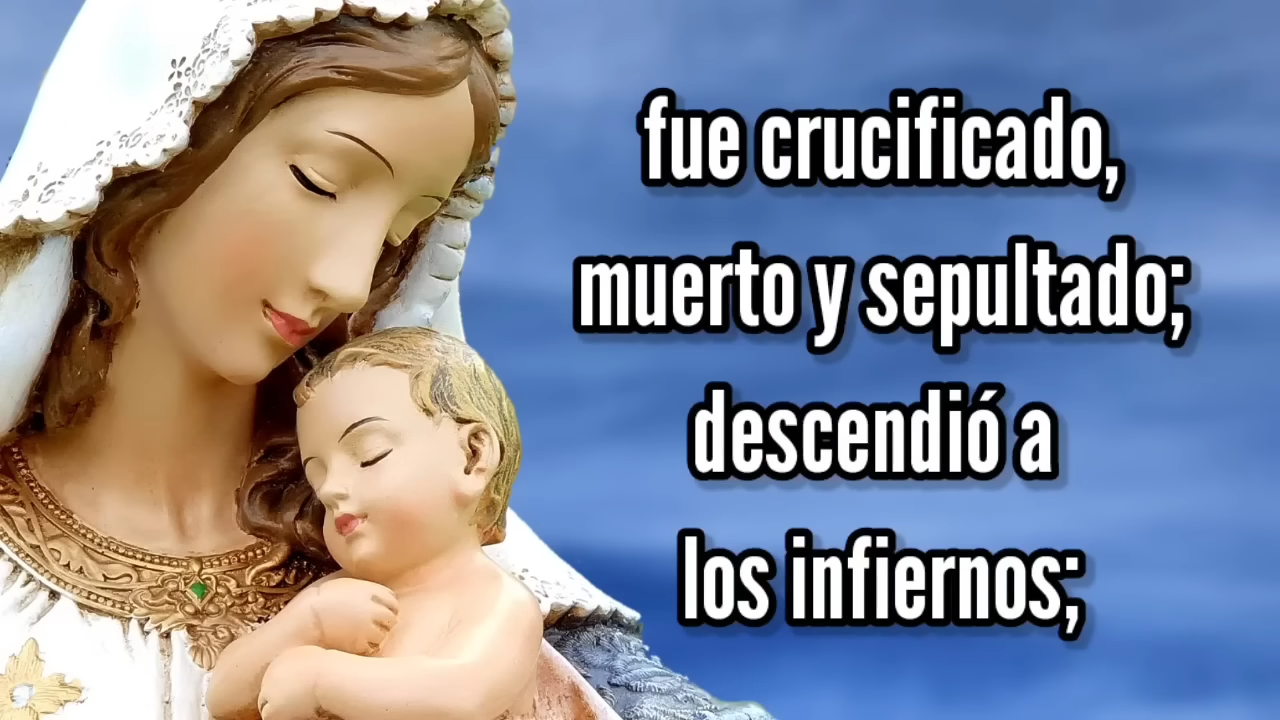 fue crucificado,
muerto y sepultado;
descendió a
los infiernos;